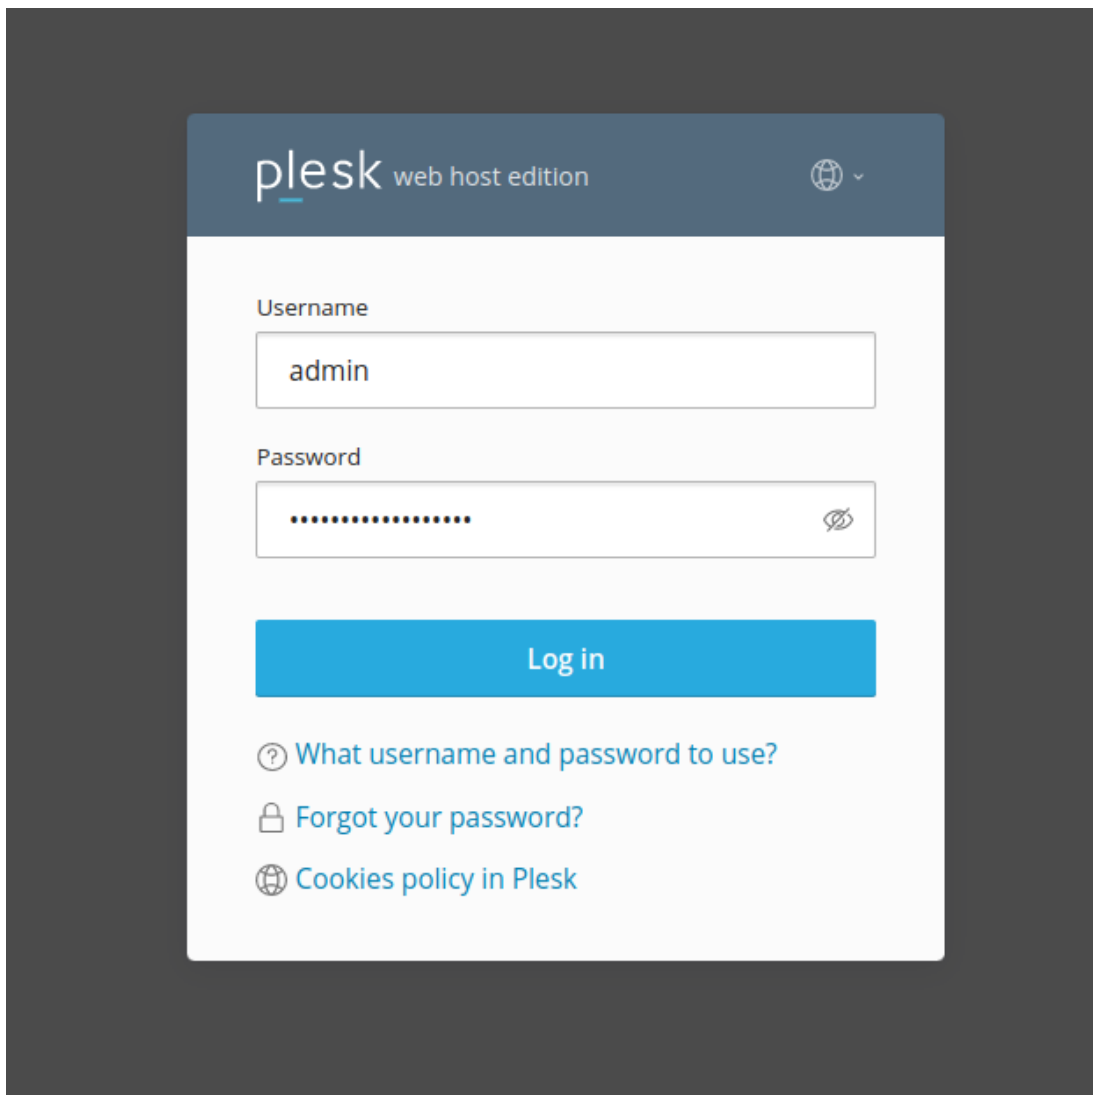 plesk web host edition
Username
admin
Password
••••••••••••••••••
Log in
What username and password to use?
Forgot your password?
Cookies policy in Plesk